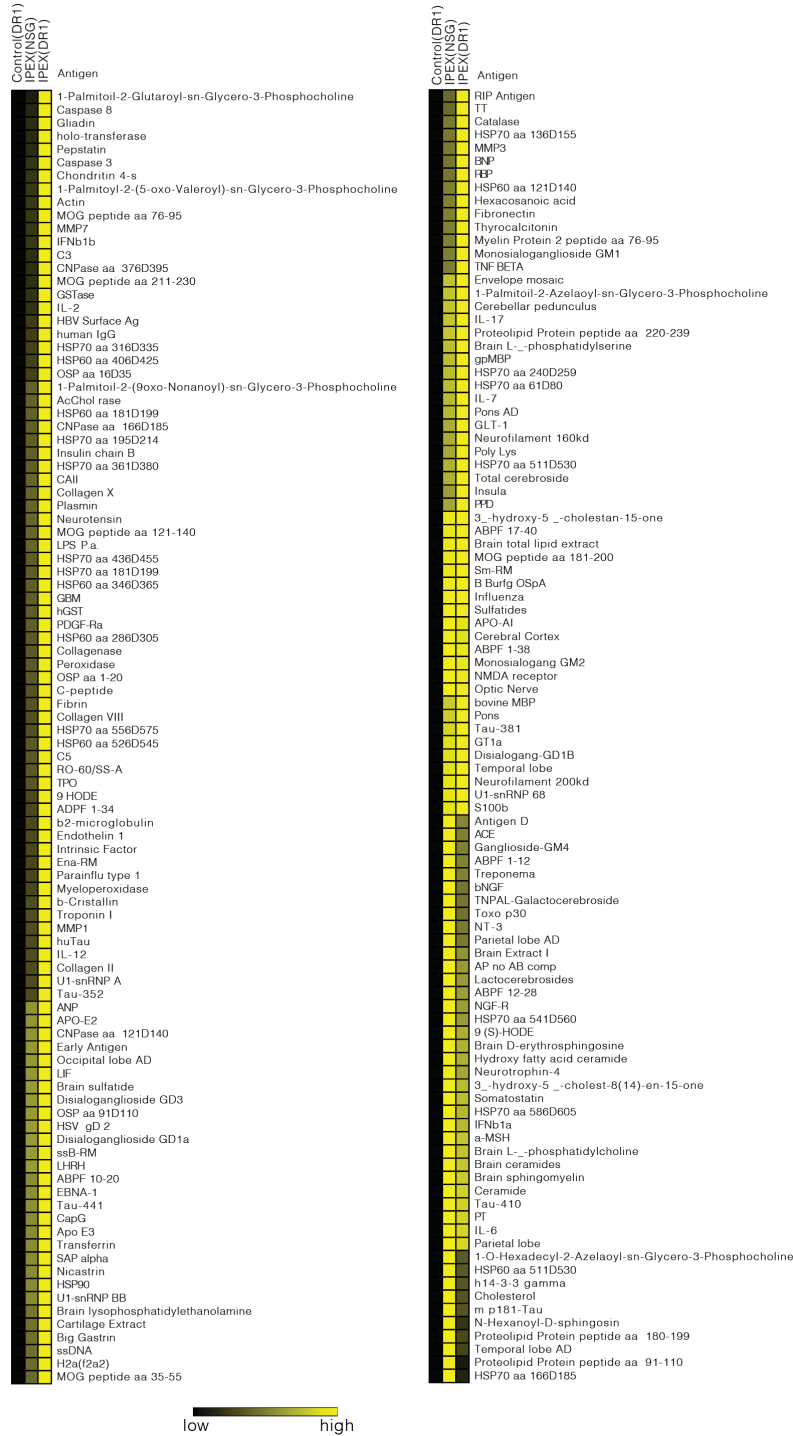 Control(DR1)
IPEX(NSG)
IPEX(DR1)
Antigen
1-Palmitoil-2-Glutaroyl-sn-Glycero-3-Phosphocholine
Caspase 8
Gliadin
holo-transferase
Pepstatin
Caspase 3
Chondritin 4-s
1-Palmitoyl-2-(5-oxo-Valeroyl)-sn-Glycero-3-Phosphocholine
Actin
MOG peptide aa 76-95
MMP7
IFNb1b
C3
CNPase aa 376D395
MOG peptide aa 211-230
GSTase
IL-2
HBV Surface Ag
human IgG
HSP70 aa 316D335
HSP60 aa 406D425
OSP aa 16D35
1-Palmitoil-2-(9oxo-Nonanoyl)-sn-Glycero-3-Phosphocholine
AcChol rase
HSP60 aa 181D199
CNPase aa 166D185
HSP70 aa 195D214
Insulin chain B
HSP70 aa 361D380
CAII
Collagen X
Plasmin
Neurotensin
MOG peptide aa 121-140
LPS P.a.
HSP70 aa 436D455
HSP70 aa 181D199
HSP60 aa 346D365
GBM
hGST
PDGF-Ra
HSP60 aa 286D305
Collagenase
Peroxidase
OSP aa 1-20
C-peptide
Fibrin
Collagen VIII
HSP70 aa 556D575
HSP60 aa 526D545
C5
RO-60/SS-A
TPO
9 HODE
ADPF 1-34
b2-microglobulin
Endothelin 1
Intrinsic Factor
Ena-RM
Parainflu type 1
Myeloperoxidase
b-Cristallin
Troponin I
MMP1
huTau
IL-12
Collagen II
U1-snRNP A
Tau-352
ANP
APO-E2
CNPase aa 121D140
Early Antigen
Occipital lobe AD
LIF
Brain sulfatide
Disialoganglioside GD3
OSP aa 91D110
HSV gD 2
Disialoganglioside GD1a
ssB-RM
LHRH
ABPF 10-20
EBNA-1
Tau-441
CapG
Apo E3
Transferrin
SAP alpha
Nicastrin
HSP90
U1-snRNP BB
Brain lysophosphatidylethanolamine
Cartilage Extract
Big Gastrin
ssDNA
H2a(f2a2)
MOG peptide aa 35-55
Control(DR1)
IPEX(NSG)
IPEX(DR1)
Antigen
RIP Antigen
TT
Catalase
HSP70 aa 136D155
MMP3
BNP
RBP
HSP60 aa 121D140
Hexacosanoic acid
Fibronectin
Thyrocalcitonin
Myelin Protein 2 peptide aa 76-95
Monosialoganglioside GM1
TNF BETA
Envelope mosaic
1-Palmitoil-2-Azelaoyl-sn-Glycero-3-Phosphocholine
Cerebellar pedunculus
IL-17
Proteolipid Protein peptide aa 220-239
Brain L-_-phosphatidylserine
gpMBP
HSP70 aa 240D259
HSP70 aa 61D80
IL-7
Pons AD
GLT-1
Neurofilament 160kd
Poly Lys
HSP70 aa 511D530
Total cerebroside
Insula
PPD
3_-hydroxy-5 _-cholestan-15-one
ABPF 17-40
Brain total lipid extract
MOG peptide aa 181-200
Sm-RM
B Burfg OSpA
Influenza
Sulfatides
APO-AI
Cerebral Cortex
ABPF 1-38
Monosialogang GM2
NMDA receptor
Optic Nerve
bovine MBP
Pons
Tau-381
GT1a
Disialogang-GD1B
Temporal lobe
Neurofilament 200kd
U1-snRNP 68
S100b
Antigen D
ACE
Ganglioside-GM4
ABPF 1-12
Treponema
bNGF
TNPAL-Galactocerebroside
Toxo p30
NT-3
Parietal lobe AD
Brain Extract I
AP no AB comp
Lactocerebrosides
ABPF 12-28
NGF-R
HSP70 aa 541D560
9 (S)-HODE
Brain D-erythrosphingosine
Hydroxy fatty acid ceramide
Neurotrophin-4
3_-hydroxy-5 _-cholest-8(14)-en-15-one
Somatostatin
HSP70 aa 586D605
IFNb1a
a-MSH
Brain L-_-phosphatidylcholine
Brain ceramides
Brain sphingomyelin
Ceramide
Tau-410
PT
IL-6
Parietal lobe
1-O-Hexadecyl-2-Azelaoyl-sn-Glycero-3-Phosphocholine
HSP60 aa 511D530
h14-3-3 gamma
Cholesterol
m p181-Tau
N-Hexanoyl-D-sphingosin
Proteolipid Protein peptide aa 180-199
Temporal lobe AD
Proteolipid Protein peptide aa 91-110
HSP70 aa 166D185
low
high